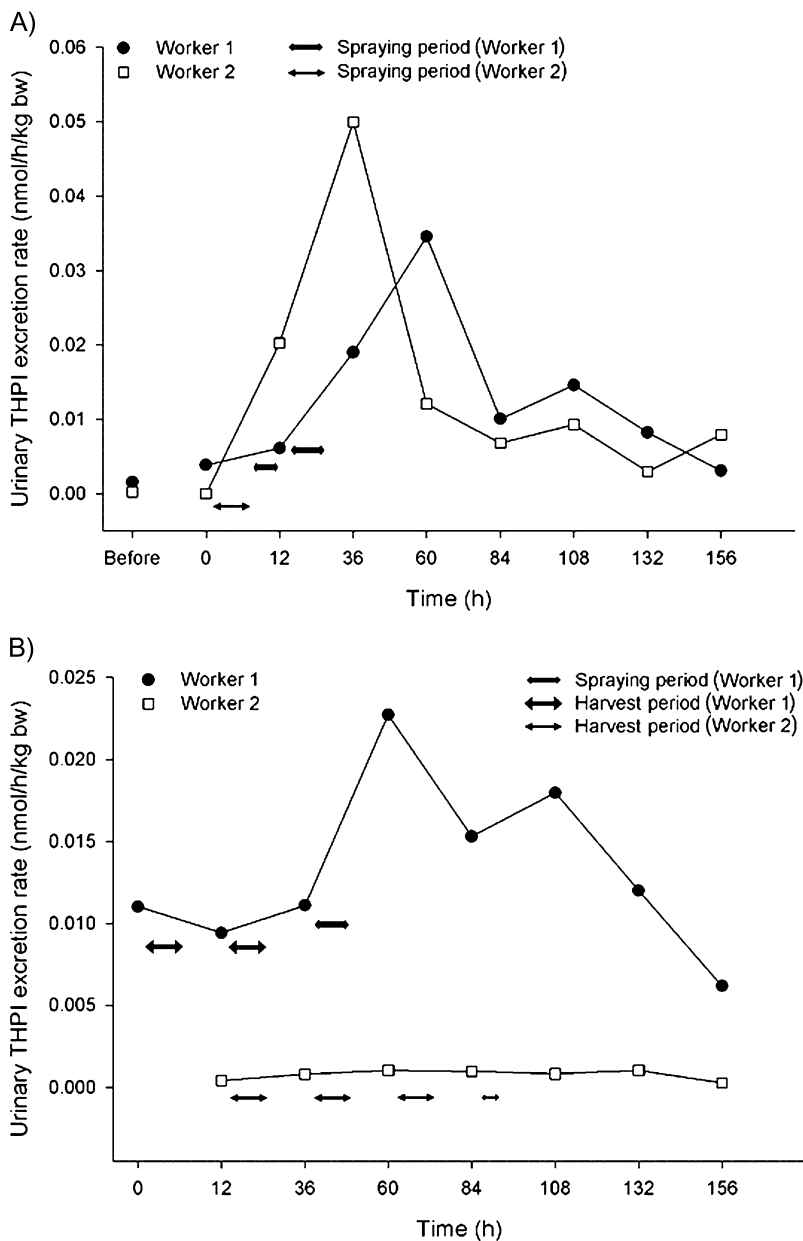 A)
Worker 1
Worker 2
Spraying period (Worker 1)
Spraying period (Worker 2)
Urinary THPI excretion rate (nmol/h/kg bw)
0.06
0.05
0.04
0.03
0.02
0.01
0.00
Before 0 12 36 60 84 108 132 156
Time (h)
B)
Worker 1
Worker 2
Spraying period (Worker 1)
Harvest period (Worker 1)
Harvest period (Worker 2)
Urinary THPI excretion rate (nmol/h/kg bw)
0.025
0.020
0.015
0.010
0.005
0.000
0 12 36 60 84 108 132 156
Time (h)